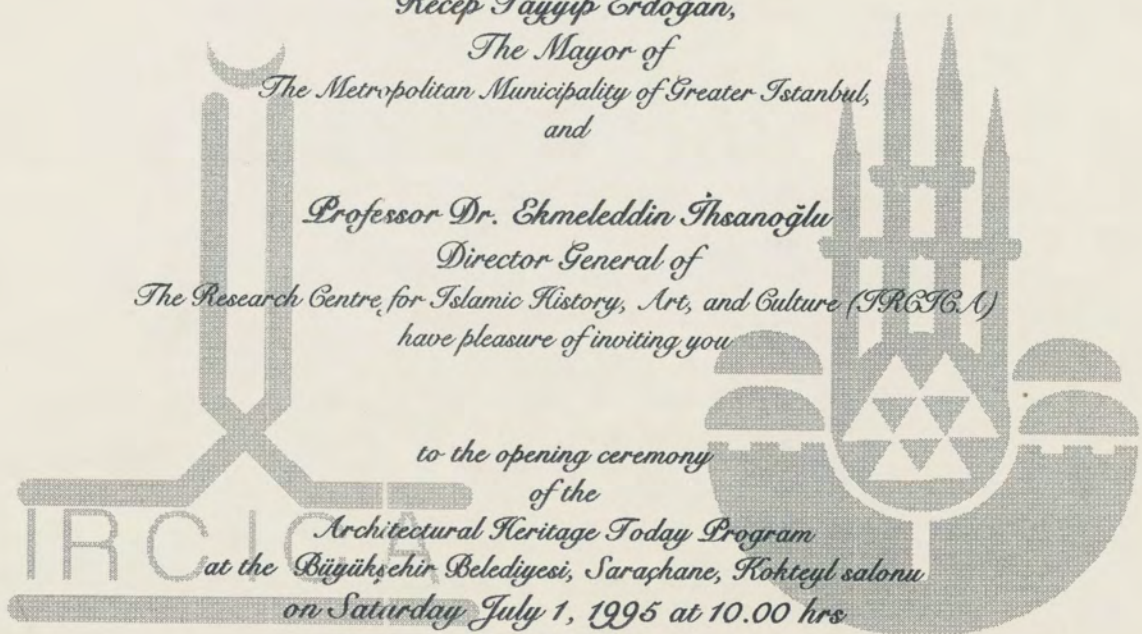 Recep Tayyip Erdoğan,
The Mayor of
The Metropolitan Municipality of Greater Istanbul,
and
Professor Dr. Ekmeleddin İhsanoğlu
Director General of
The Research Centre for Islamic History, Art, and Culture (IRCICA)
have pleasure of inviting you
to the opening ceremony
of the
Architectural Heritage Today Program
at the Büyükşehir Belediyesi, Saraçhane, Kokteyl salonu
on Saturday July 1, 1995 at 10.00 hrs
IRCICA